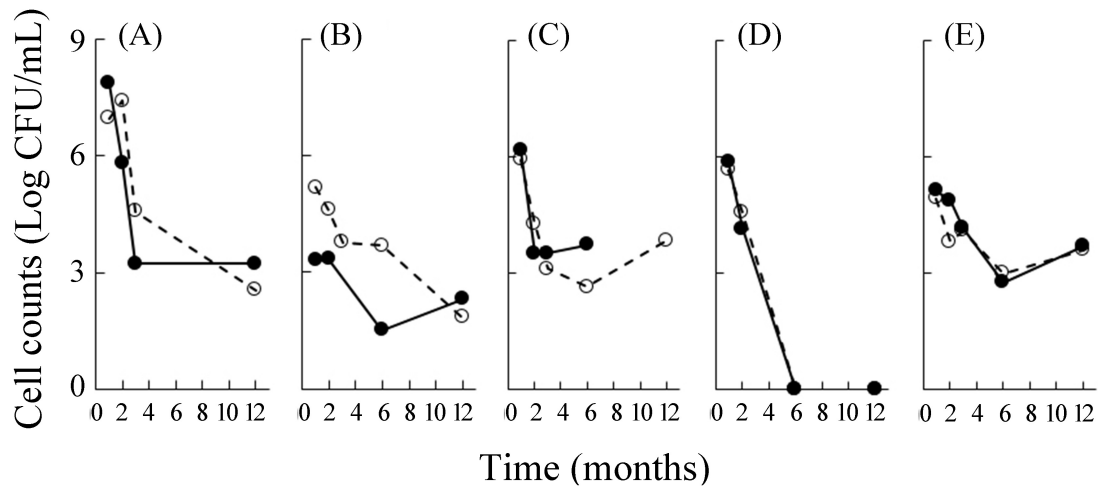 (A) (B) (C) (D) (E)
Cell counts (Log CFU/mL)
9
6
3
0
0 2 4 6 8 10 12 0 2 4 6 8 10 12 0 2 4 6 8 10 12 0 2 4 6 8 10 12 0 2 4 6 8 10 12
Time (months)